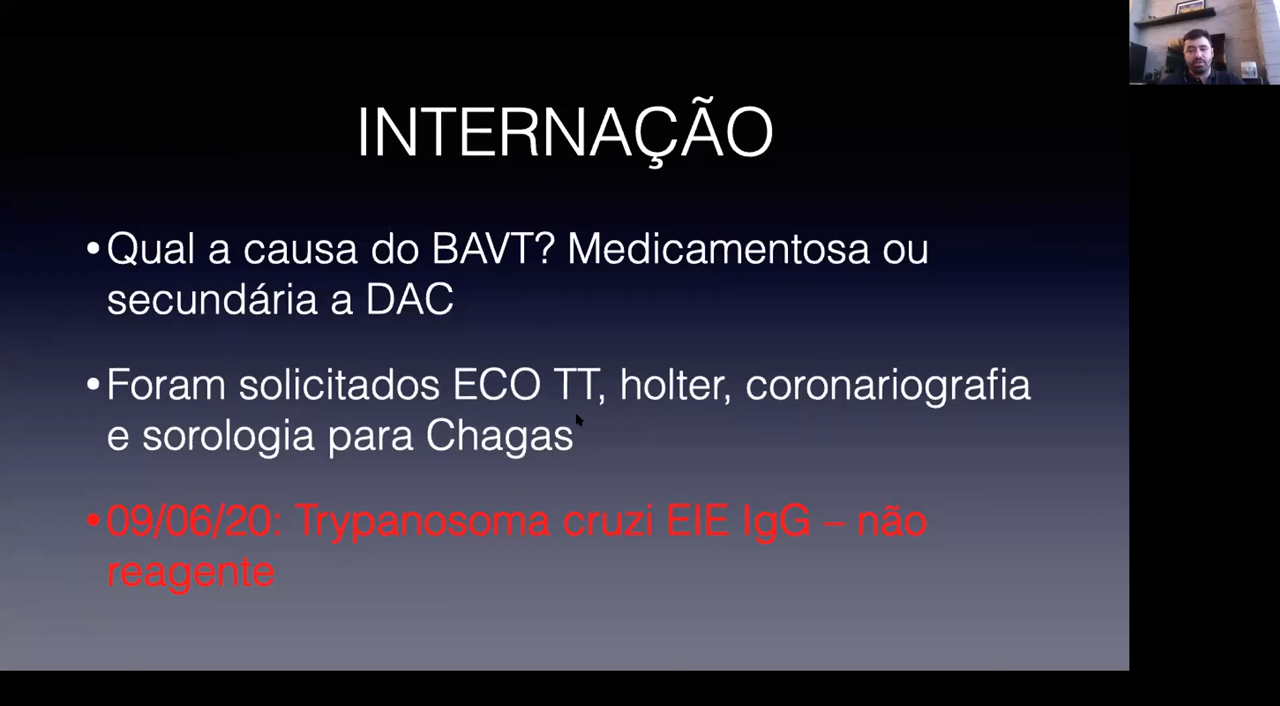 INTERNAÇÃO
•Qual a causa do BAVT? Medicamentosa ou
secundária a DAC
•Foram solicitados ECO TT, holter, coronariografia
e sorologia para Chagas
•09/06/20: Trypanosoma cruzi EIE IgG – não
reagente